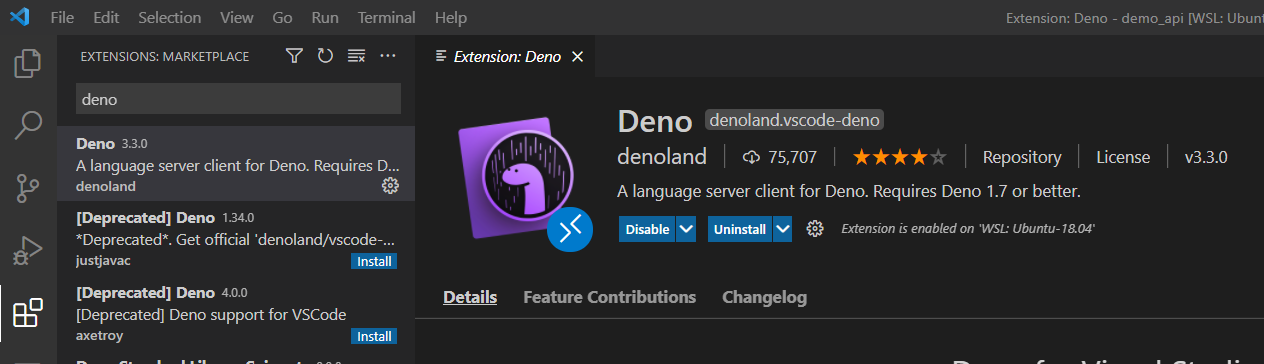 File Edit Selection View Go Run Terminal Help Extension: Deno - demo_api [WSL: Ubunt
EXTENSIONS: MARKETPLACE
deno
Deno 3.3.0
A language server client for Deno. Requires D...
denoland
[Deprecated] Deno 1.34.0
*Deprecated*. Get official 'denoland/vscode-...
justjavac Install
[Deprecated] Deno 4.0.0
[Deprecated] Deno support for VSCode
axetroy Install
Extension: Deno
Deno denoland.vscode-deno
denoland 75,707 Repository License v3.3.0
A language server client for Deno. Requires Deno 1.7 or better.
Disable Uninstall Extension is enabled on 'WSL: Ubuntu-18.04'
Details Feature Contributions Changelog